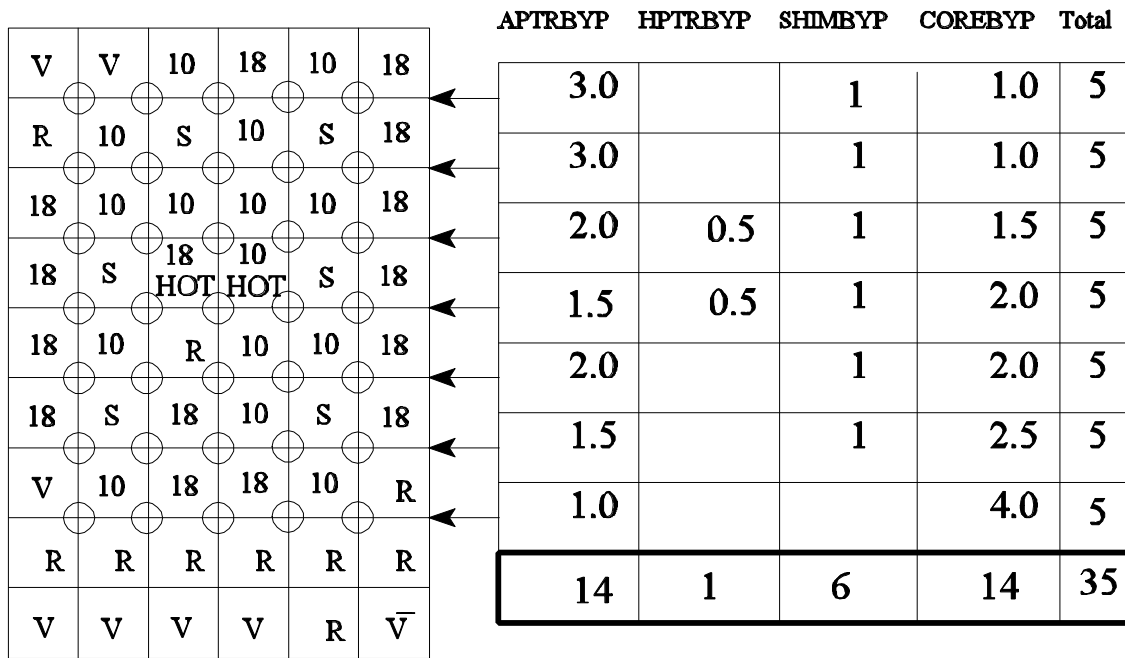 APTRBYP HPTRBYP SHIMBYP COREBYP Total
V V 10 18 10 18
3.0 1 1.0 5
R 10 S 10 S 18
3.0 1 1.0 5
18 10 10 10 10 18
2.0 0.5 1 1.5 5
18 S 18 HOT 10 HOT S 18
1.5 0.5 1 2.0 5
18 10 R 10 10 18
2.0 1 2.0 5
18 S 18 10 S 18
1.5 1 2.5 5
V 10 18 18 10 R
1.0 4.0 5
R R R R R R
14 1 6 14 35
V V V V R V̅